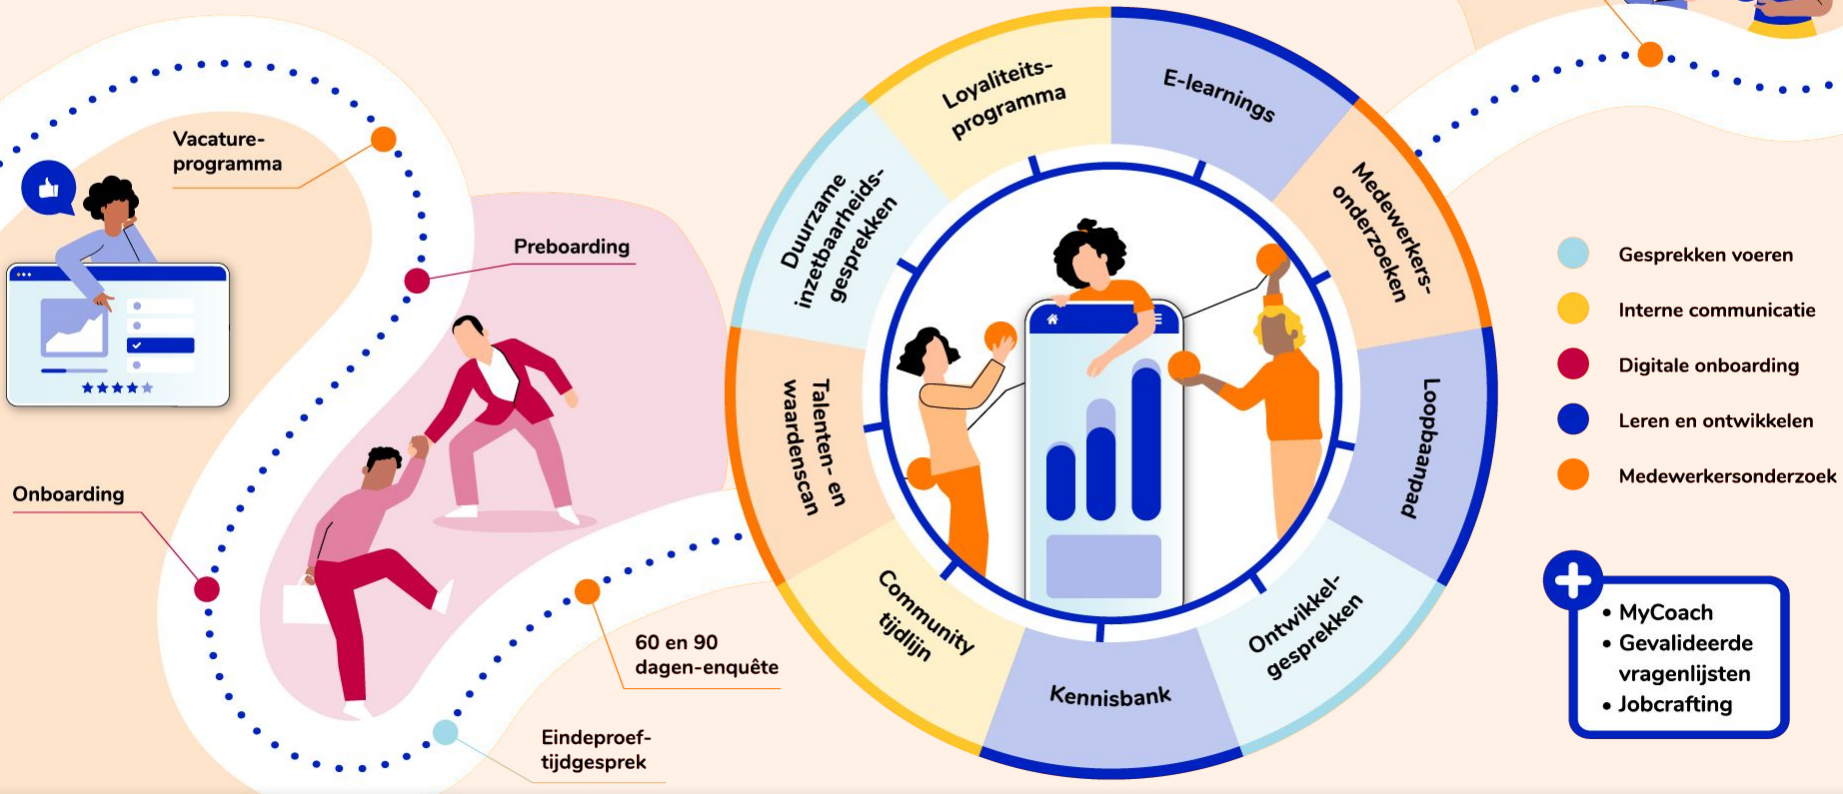 Vacature-
programma
Preboarding
Onboarding
60 en 90
dagen-enquête
Eindeproef-
tijdgesprek
Loyaliteits-
programma
E-learnings
Medewerkers-
onderzoeken
Loopbaanpad
Ontwikkel-
gesprekken
Kennisbank
Community
tijdlijn
Talenten- en
waardenscan
Duurzame
inzetbaarheids-
gesprekken
Gesprekken voeren
Interne communicatie
Digitale onboarding
Leren en ontwikkelen
Medewerkersonderzoek
• MyCoach
• Gevalideerde
vragenlijsten
• Jobcrafting